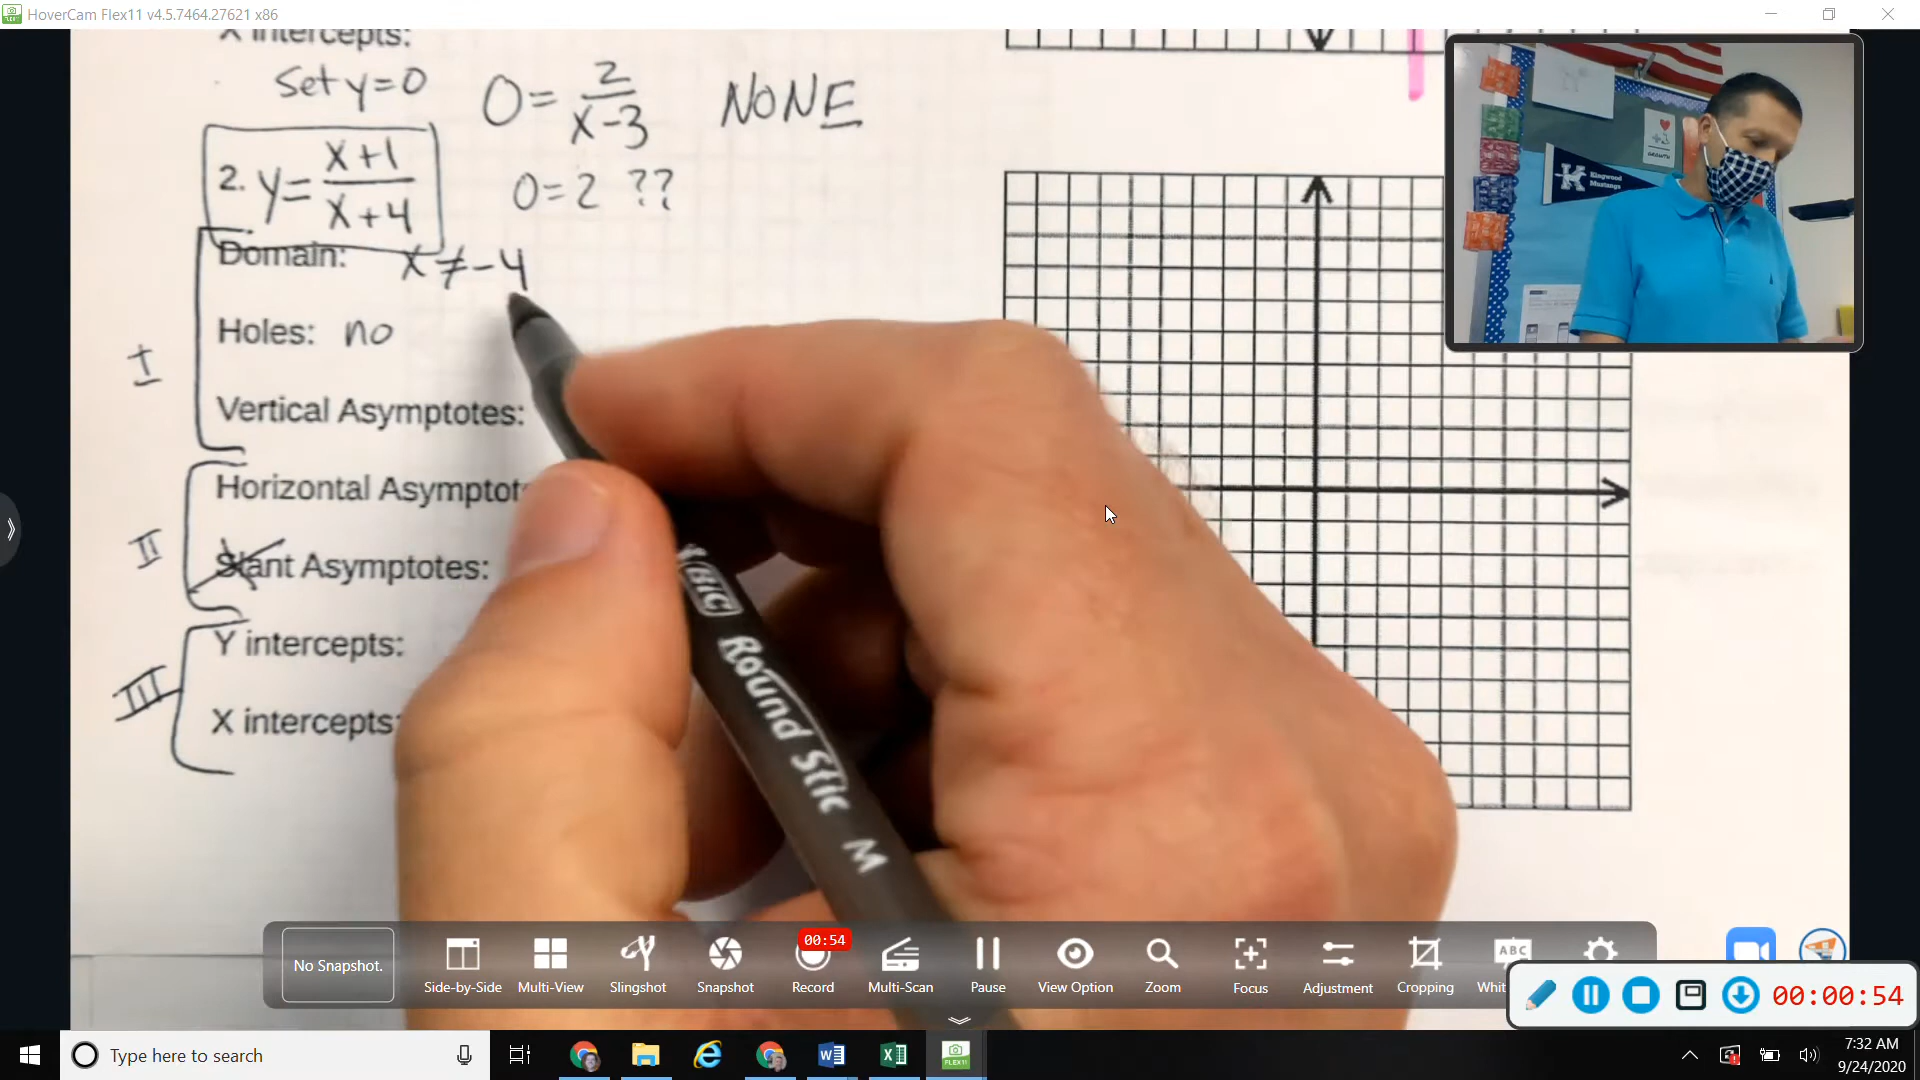 HoverCam Flex11 v4.5.7464.27621 x86
X intercepts:
Set y=0
0= 2/x-3 NONE
0=2 ??
2. y= x+1/x+4
Domain: x≠-4
Holes: no
Vertical Asymptotes:
I
Horizontal
Slant Asymptotes:
II
Y intercepts:
III
X intercepts:
BIC Round Stic M
Kingwood
Mustangs
No Snapshot.
Side-by-Side
Multi-View
Slingshot
Snapshot
00:54
Record
Multi-Scan
Pause
View Option
Zoom
Focus
Adjustment
Cropping
ABC
00:00:54
Type here to search
FLEX11
7:32 AM
9/24/2020